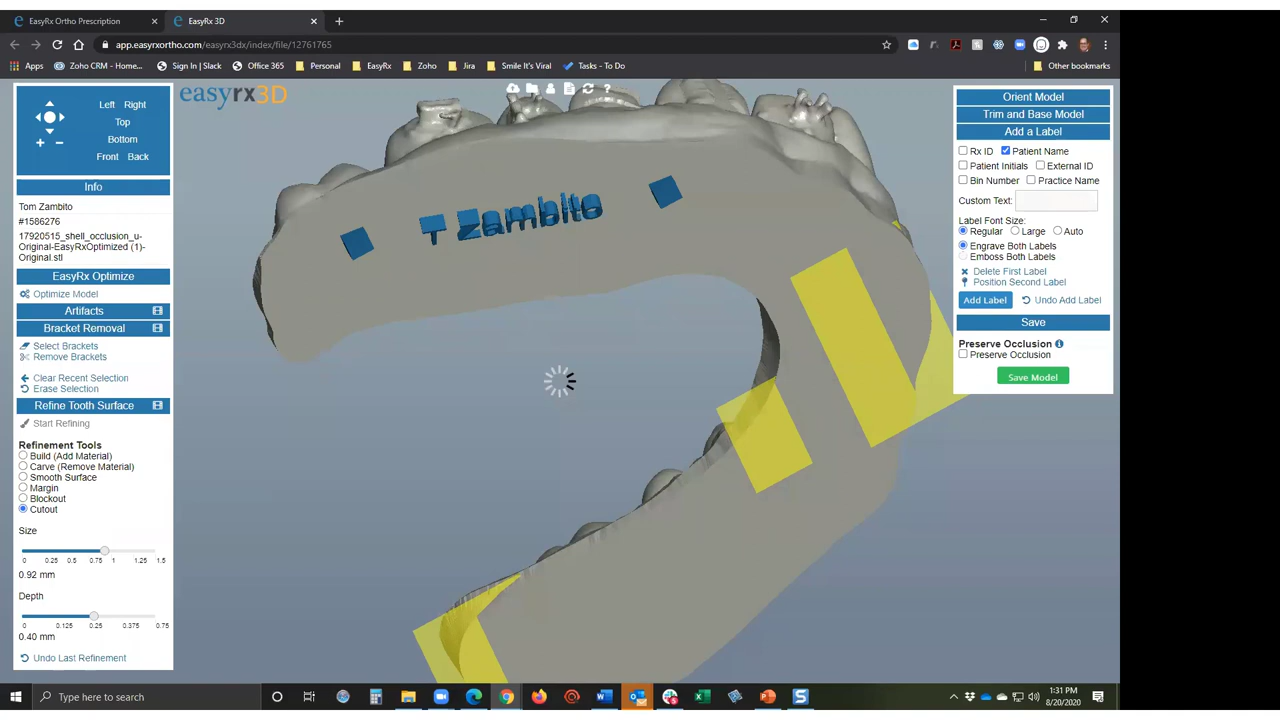 EasyRx Ortho Prescription
EasyRx 3D
app.easyrxortho.com/easyrx3dx/index/file/12761765
Apps
Zoho CRM - Home...
Sign In | Slack
Office 365
Personal
EasyRx
Zoho
Jira
Smile It's Viral
Tasks - To Do
Other bookmarks
Left Right
Top
Bottom
Front Back
Info
Tom Zambito
#1586276
17920515_shell_occlusion_u-
Original-EasyRxOptimized (1)-
Original.stl
EasyRx Optimize
Optimize Model
Artifacts
Bracket Removal
Select Brackets
Remove Brackets
Clear Recent Selection
Erase Selection
Refine Tooth Surface
Start Refining
Refinement Tools
Build (Add Material)
Carve (Remove Material)
Smooth Surface
Margin
Blockout
Cutout
Size
0 0.25 0.5 0.75 1 1.25 1.5
0.92 mm
Depth
0 0.125 0.25 0.375 0.75
0.40 mm
Undo Last Refinement
easyrx3D
T Zambito
Orient Model
Trim and Base Model
Add a Label
Rx ID Patient Name
Patient Initials External ID
Bin Number Practice Name
Custom Text:
Label Font Size:
Regular Large Auto
Engrave Both Labels
Emboss Both Labels
Delete First Label
Position Second Label
Add Label Undo Add Label
Save
Preserve Occlusion
Preserve Occlusion
Save Model
Type here to search
1:31 PM
8/20/2020